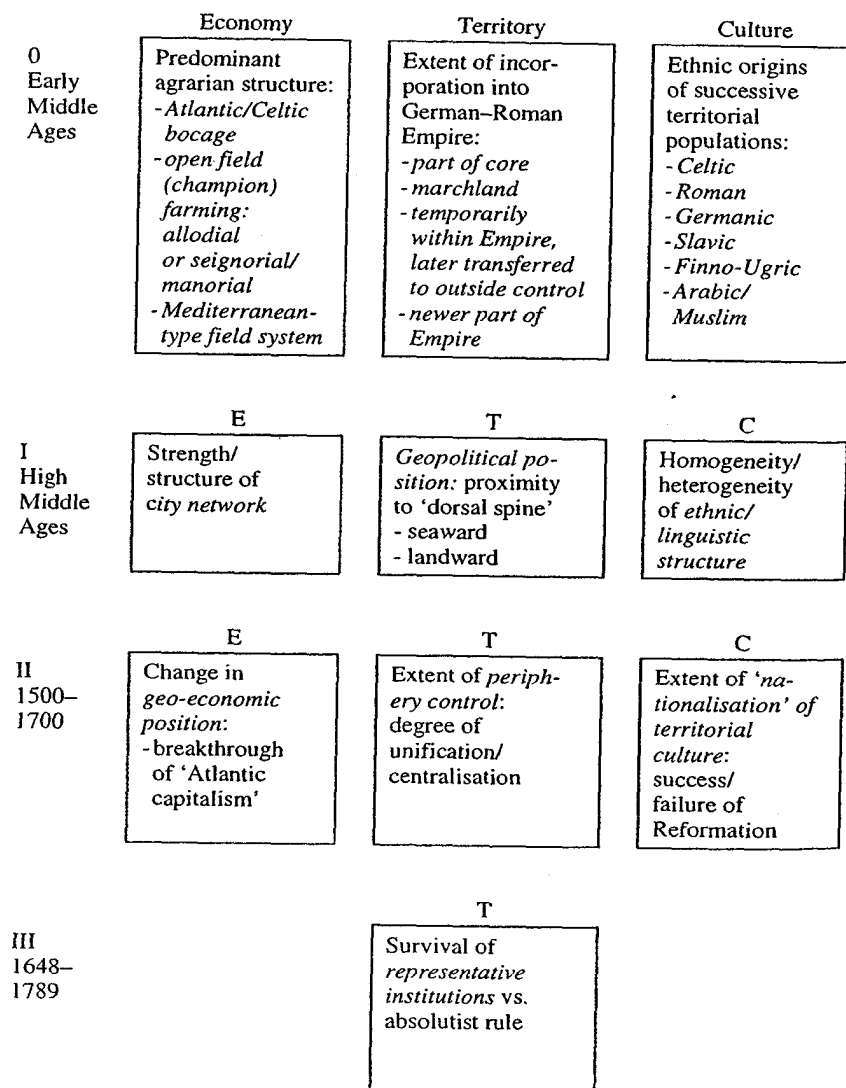 Economy
Territory
Culture
0
Early
Middle
Ages
Predominant
agrarian structure:
- Atlantic/Celtic
bocage
- open field
(champion)
farming:
allodial
or seignorial/
manorial
- Mediterranean-
type field system
Extent of incor-
poration into
German–Roman
Empire:
- part of core
- marchland
- temporarily
within Empire,
later transferred
to outside control
- newer part of
Empire
Ethnic origins
of successive
territorial
populations:
- Celtic
- Roman
- Germanic
- Slavic
- Finno-Ugric
- Arabic/
Muslim
E
T
C
I
High
Middle
Ages
Strength/
structure of
city network
Geopolitical po-
sition: proximity
to ‘dorsal spine’
- seaward
- landward
Homogeneity/
heterogeneity
of ethnic/
linguistic
structure
E
T
C
II
1500–
1700
Change in
geo-economic
position:
- breakthrough
of ‘Atlantic
capitalism’
Extent of periph-
ery control:
degree of
unification/
centralisation
Extent of ‘na-
tionalisation’ of
territorial
culture:
success/
failure of
Reformation
T
III
1648–
1789
Survival of
representative
institutions vs.
absolutist rule